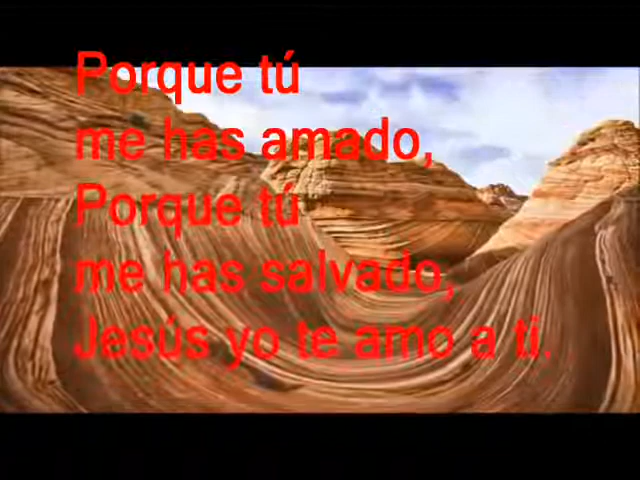 Porque tú
me has amado,
Porque tú
me has salvado,
Jesús yo te amo a ti.